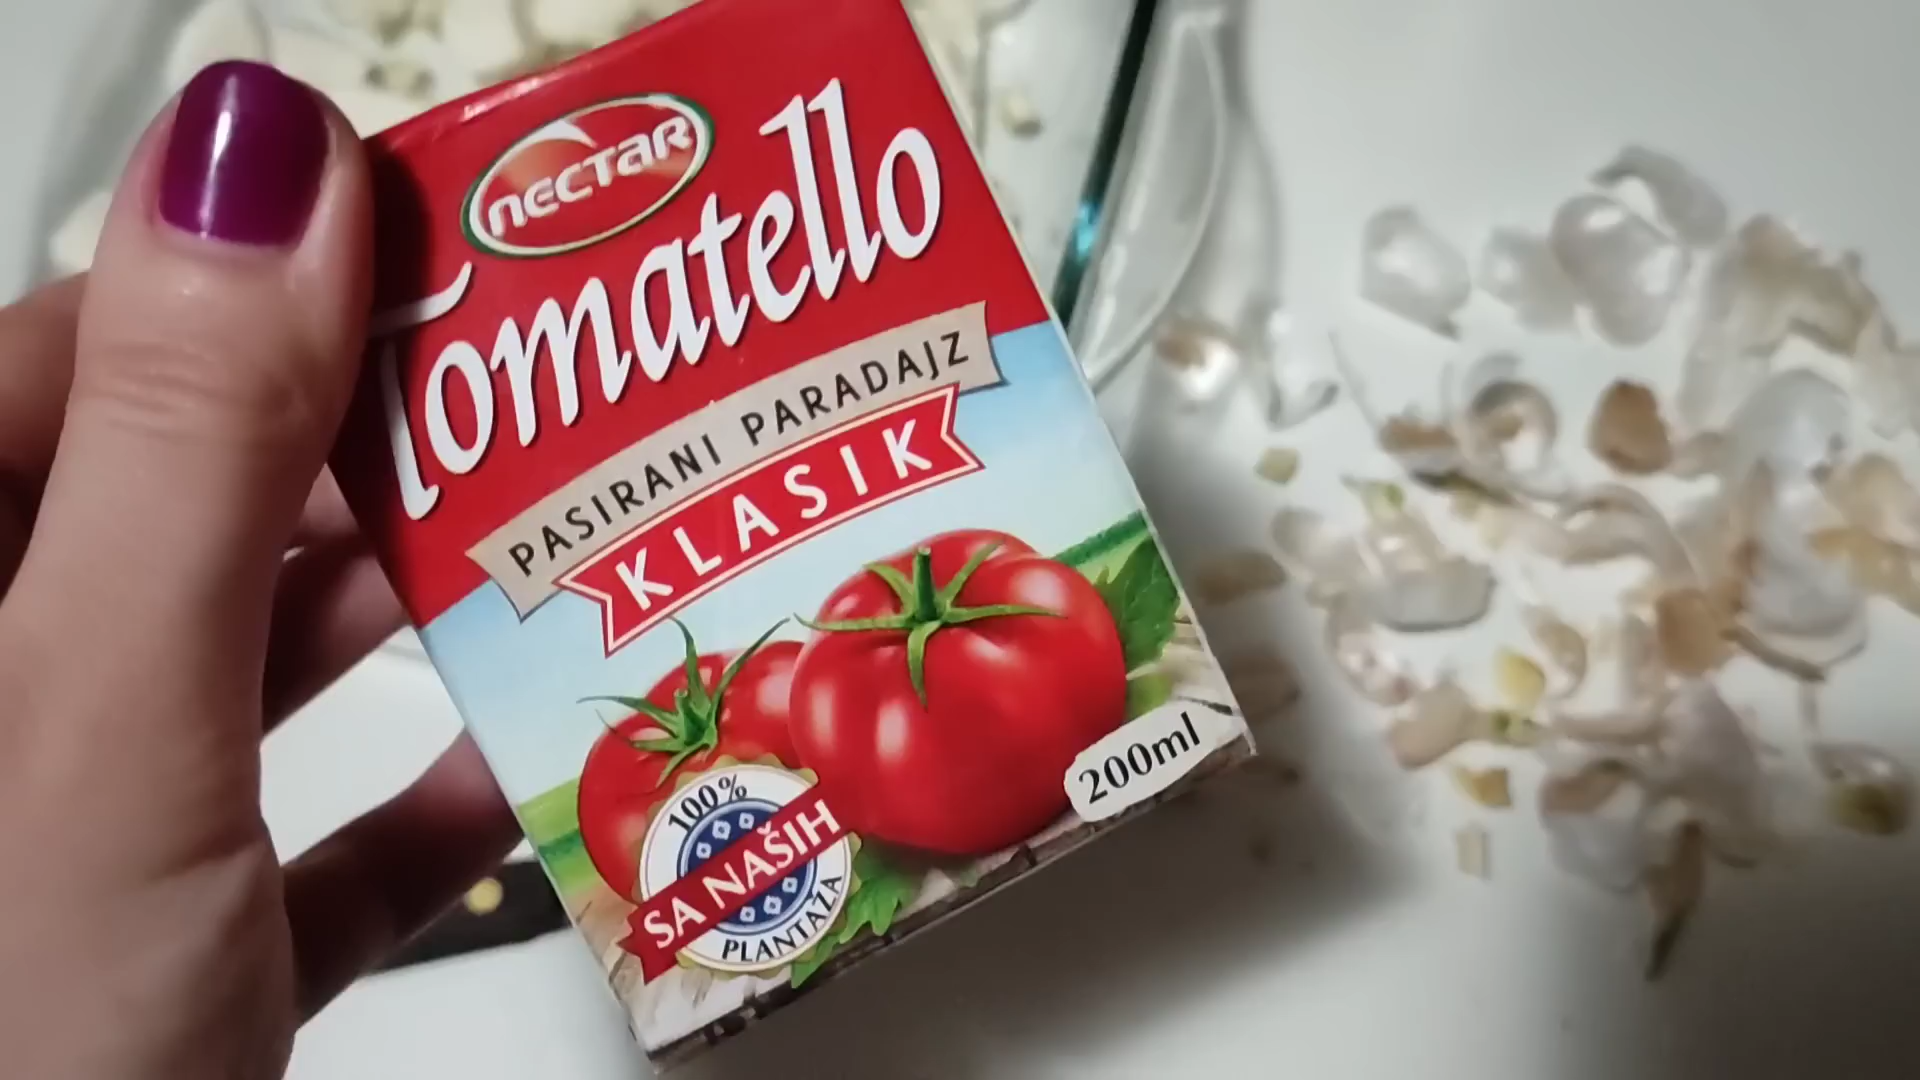 nectar
Tomatello
PASIRANI PARADAJZ
KLASIK
200ml
100%
SA NAŠIH
PLANTAŽA